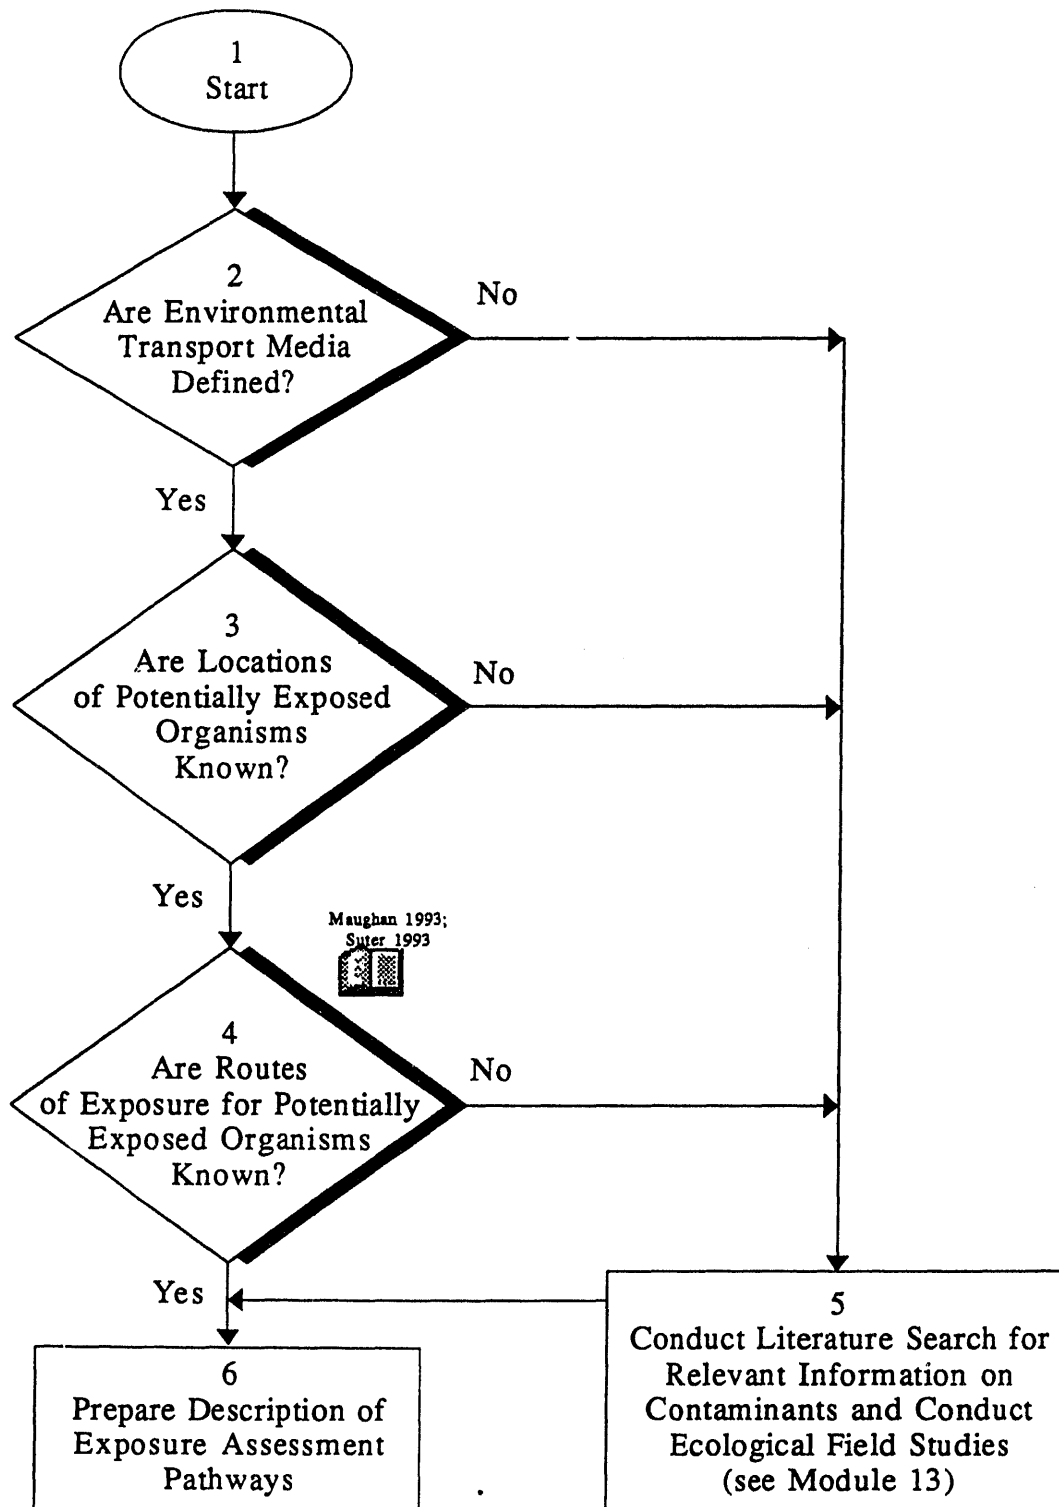 1
Start
2
Are Environmental
Transport Media
Defined?
No
Yes
3
Are Locations
of Potentially Exposed
Organisms
Known?
No
Yes
Maughan 1993;
Suter 1993
4
Are Routes
of Exposure for Potentially
Exposed Organisms
Known?
No
Yes
5
Conduct Literature Search for
Relevant Information on
Contaminants and Conduct
Ecological Field Studies
(see Module 13)
6
Prepare Description of
Exposure Assessment
Pathways